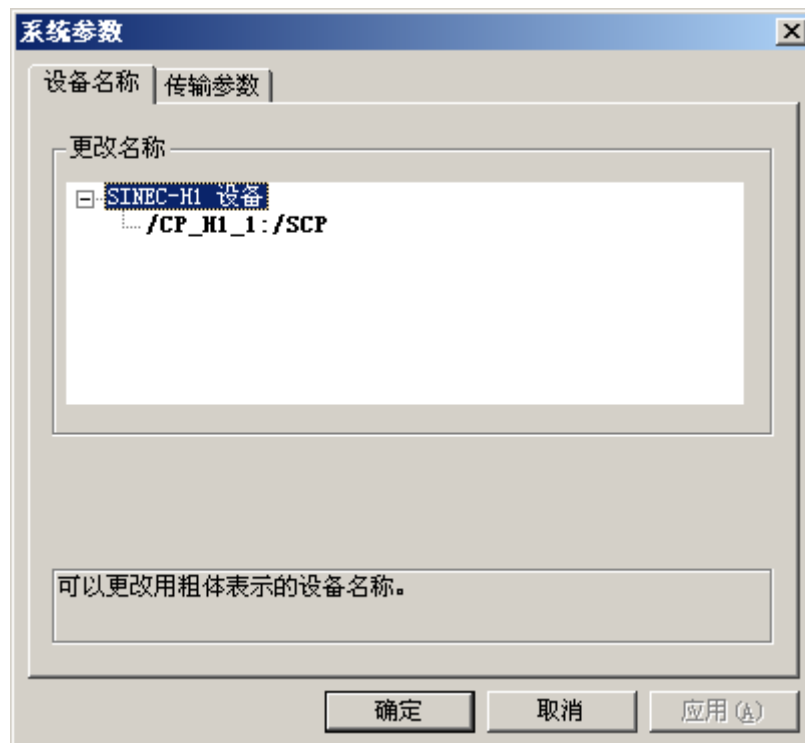 系统参数
设备名称 传输参数
更改名称
SINEC-H1 设备
/CP_H1_1:/SCP
可以更改用粗体表示的设备名称。
确定 取消 应用(A)